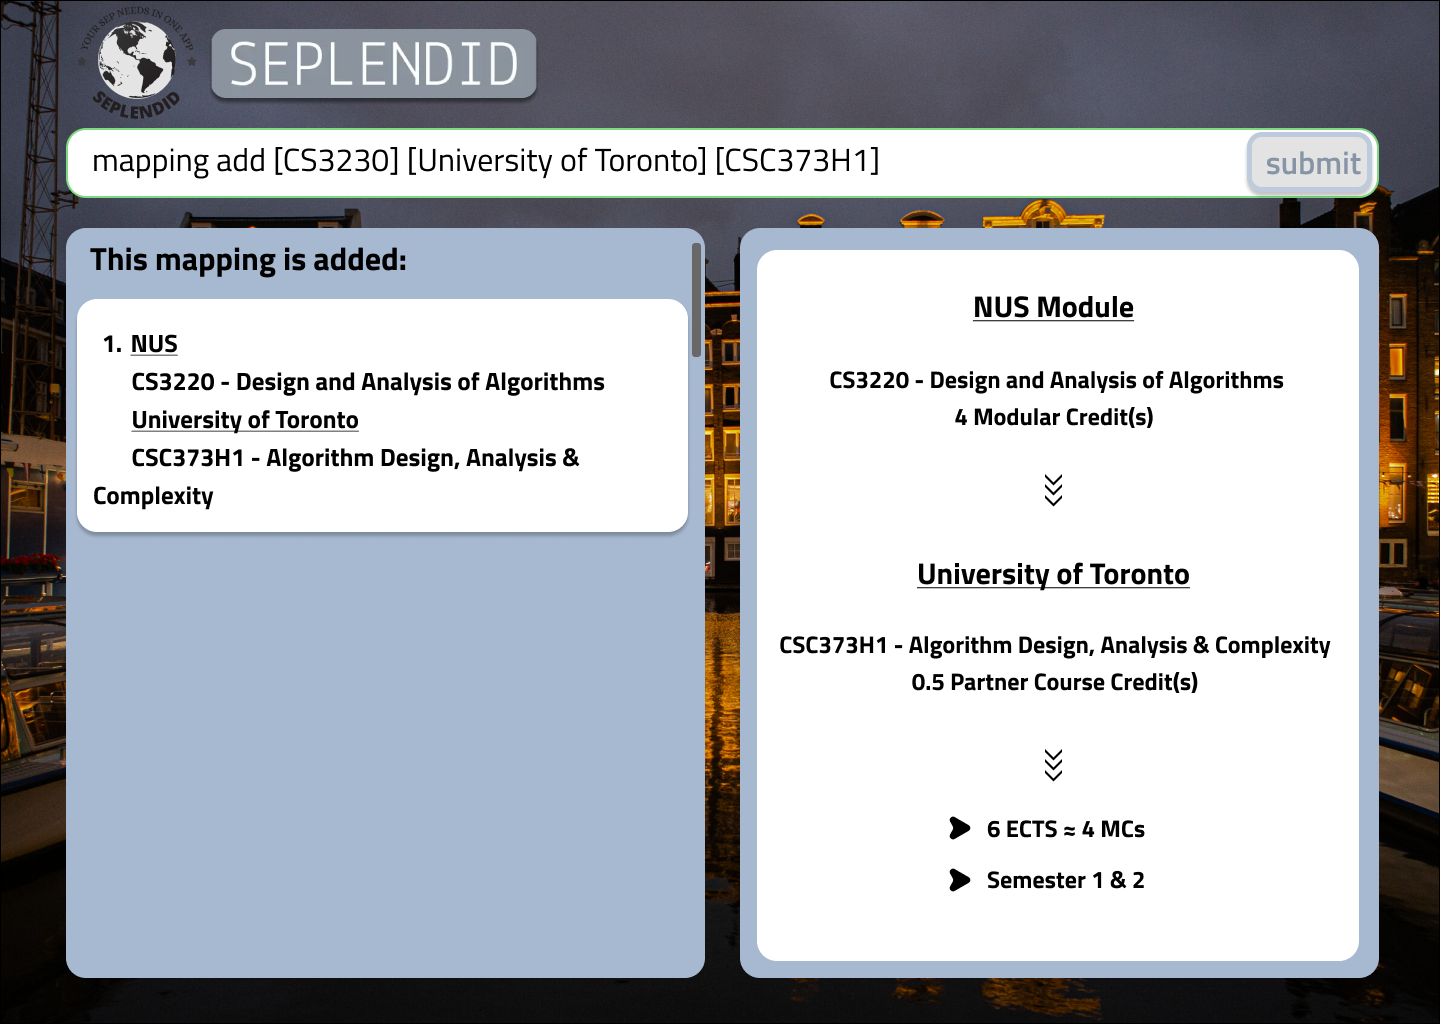 YOUR SEP NEEDS IN ONE APP
SEPLENDID
SEPLENDID
mapping add [CS3230] [University of Toronto] [CSC373H1]
submit
This mapping is added:
1. NUS
CS3220 - Design and Analysis of Algorithms
University of Toronto
CSC373H1 - Algorithm Design, Analysis &
Complexity
NUS Module
CS3220 - Design and Analysis of Algorithms
4 Modular Credit(s)
University of Toronto
CSC373H1 - Algorithm Design, Analysis & Complexity
0.5 Partner Course Credit(s)
6 ECTS ≈ 4 MCs
Semester 1 & 2